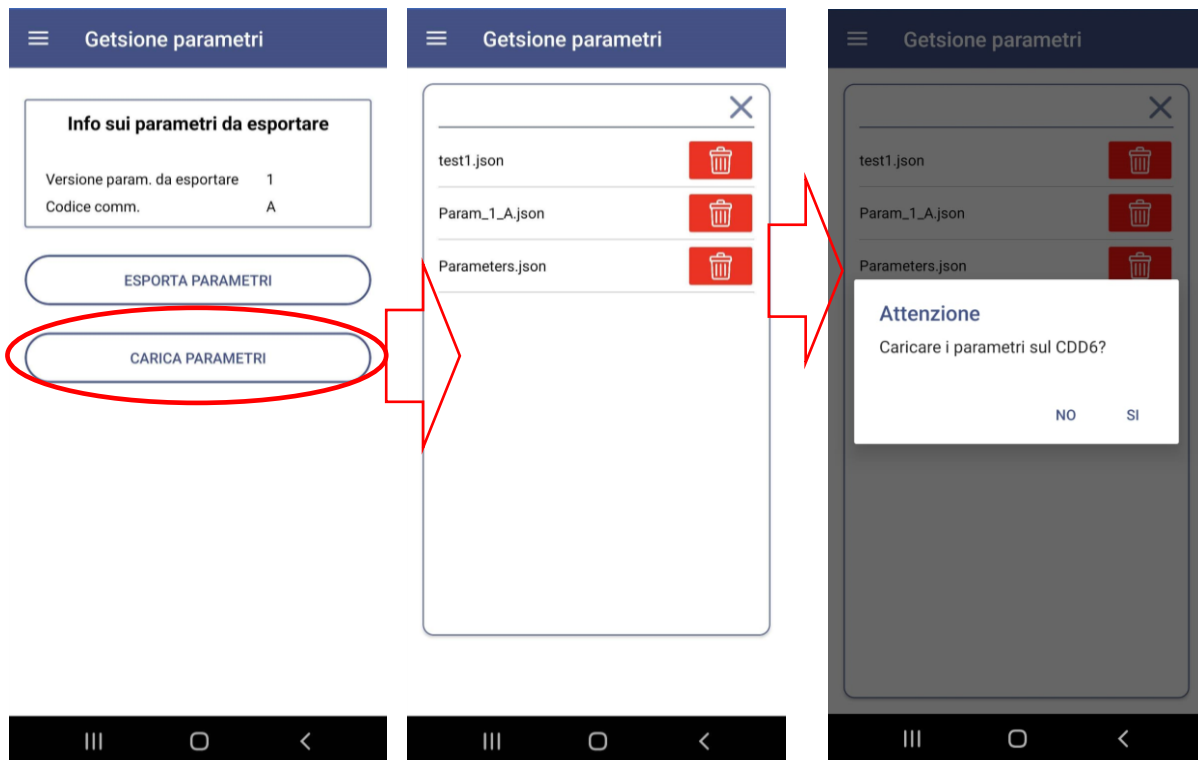 Getsione parametri
Info sui parametri da esportare
Versione param. da esportare 1
Codice comm. A
ESPORTA PARAMETRI
CARICA PARAMETRI
Getsione parametri
test1.json
Param_1_A.json
Parameters.json
Getsione parametri
test1.json
Param_1_A.json
Parameters.json
Attenzione
Caricare i parametri sul CDD6?
NO SI